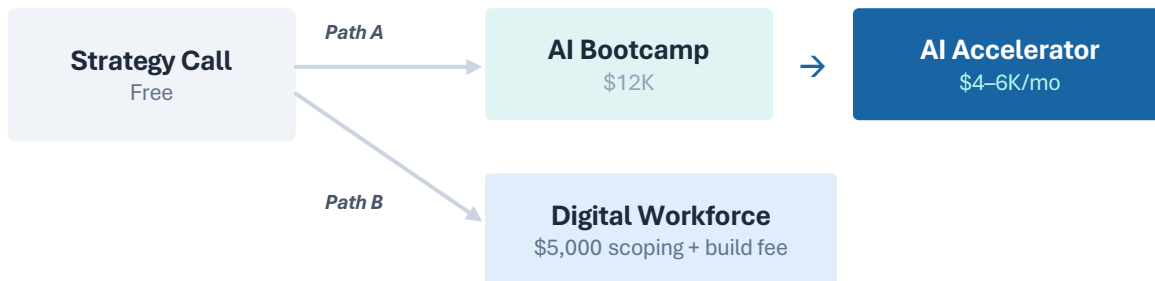 Strategy Call
Free
Path A
AI Bootcamp
$12K
→
AI Accelerator
$4–6K/mo
Path B
Digital Workforce
$5,000 scoping + build fee